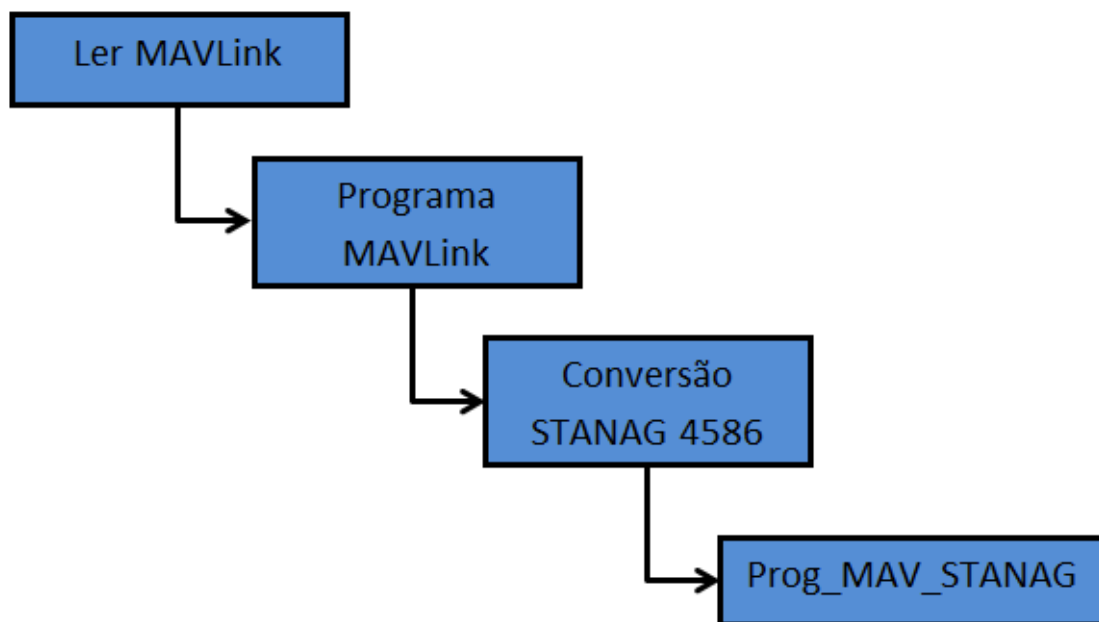 Ler MAVLink
Programa
MAVLink
Conversão
STANAG 4586
Prog_MAV_STANAG